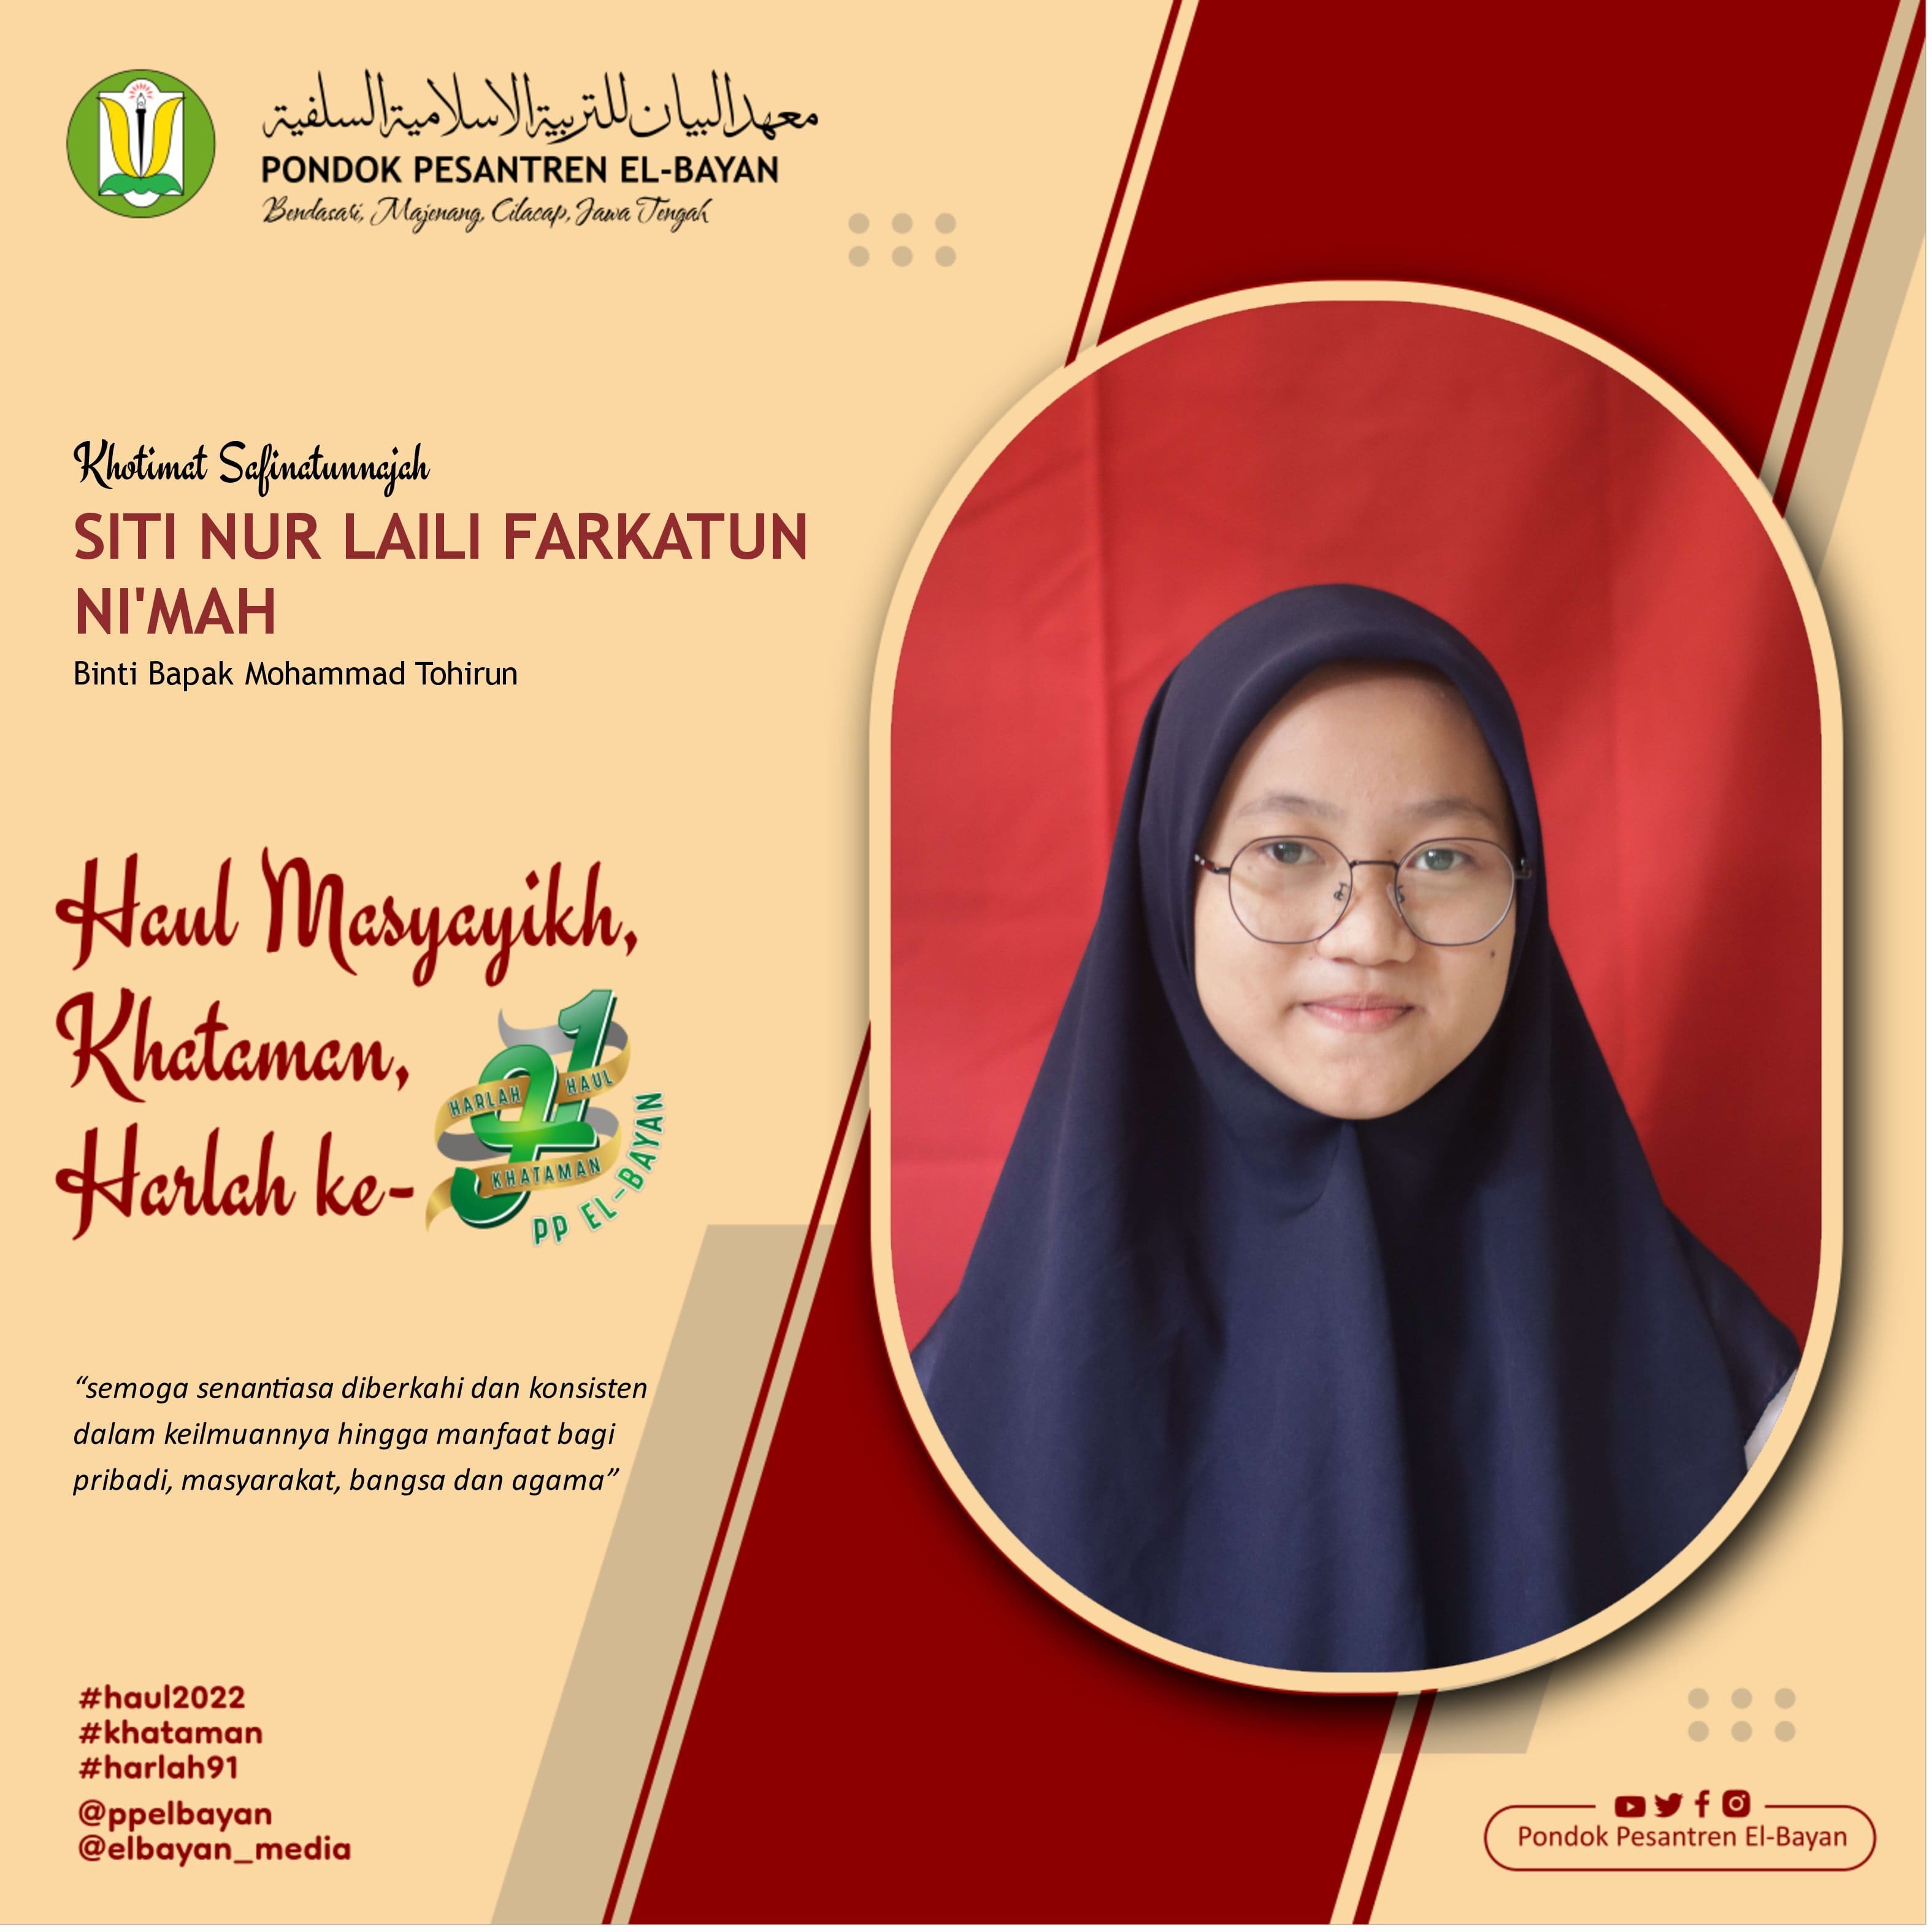 معهد البيان للتربية الاسلامية السلفية
PONDOK PESANTREN EL-BAYAN
Bendasari, Majenang, Cilacap, Jawa Tengah
Khotimat Safinatunnajah
SITI NUR LAILI FARKATUN
NI'MAH
Binti Bapak Mohammad Tohirun
Haul Masyayikh,
Khataman,
Harlah ke-
91
HARLAH HAUL
KHATAMAN
PP EL-BAYAN
“semoga senantiasa diberkahi dan konsisten
dalam keilmuannya hingga manfaat bagi
pribadi, masyarakat, bangsa dan agama”
#haul2022
#khataman
#harlah91
@ppelbayan
@elbayan_media
Pondok Pesantren El-Bayan